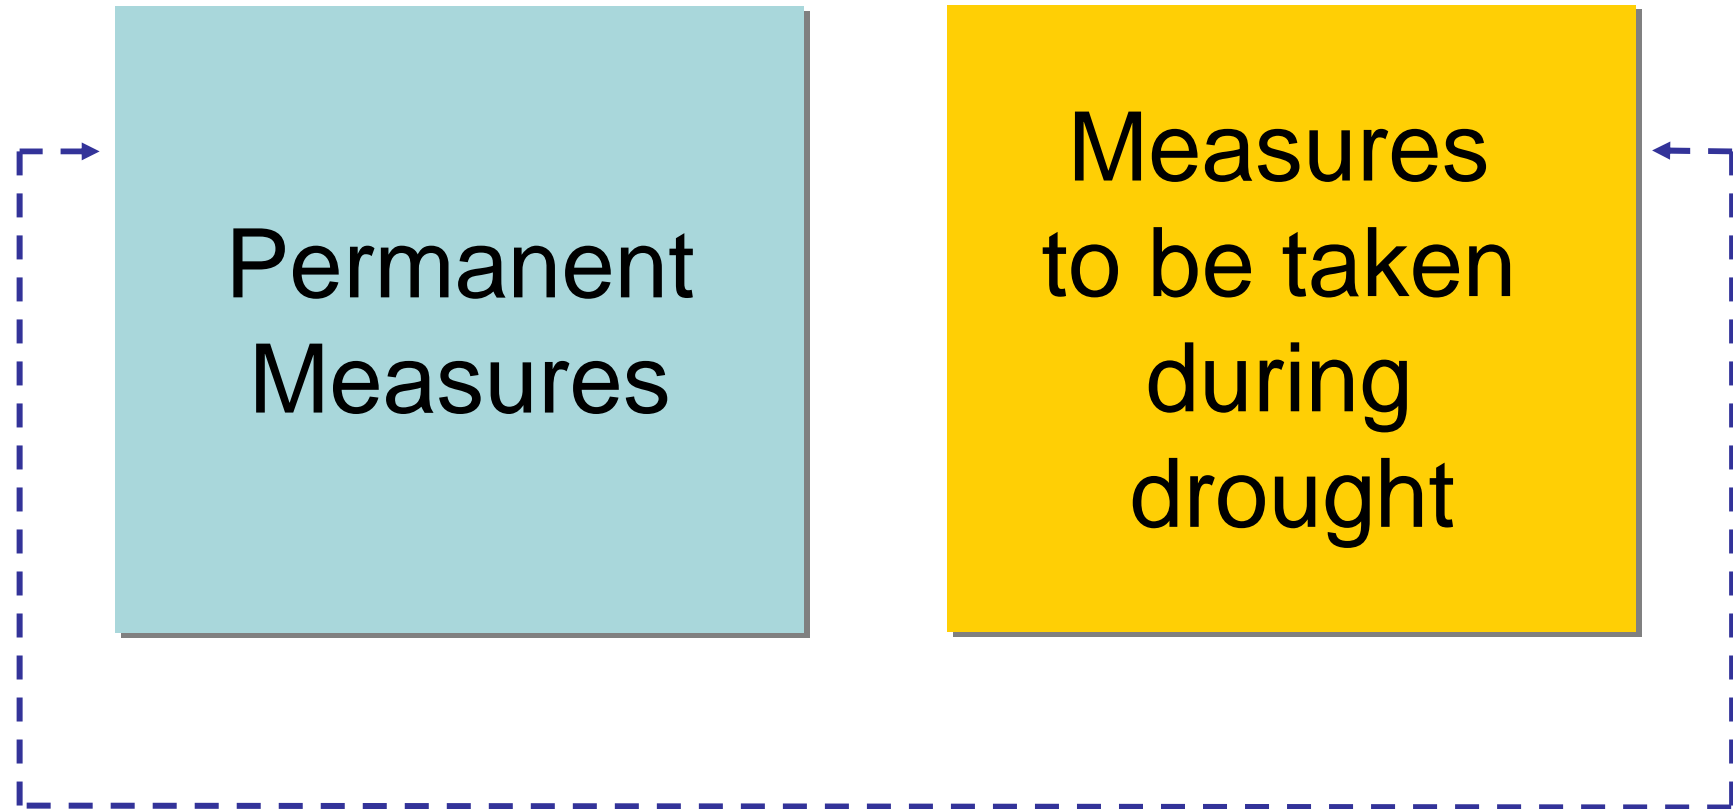 Permanent
Measures
Measures
to be taken
during
drought